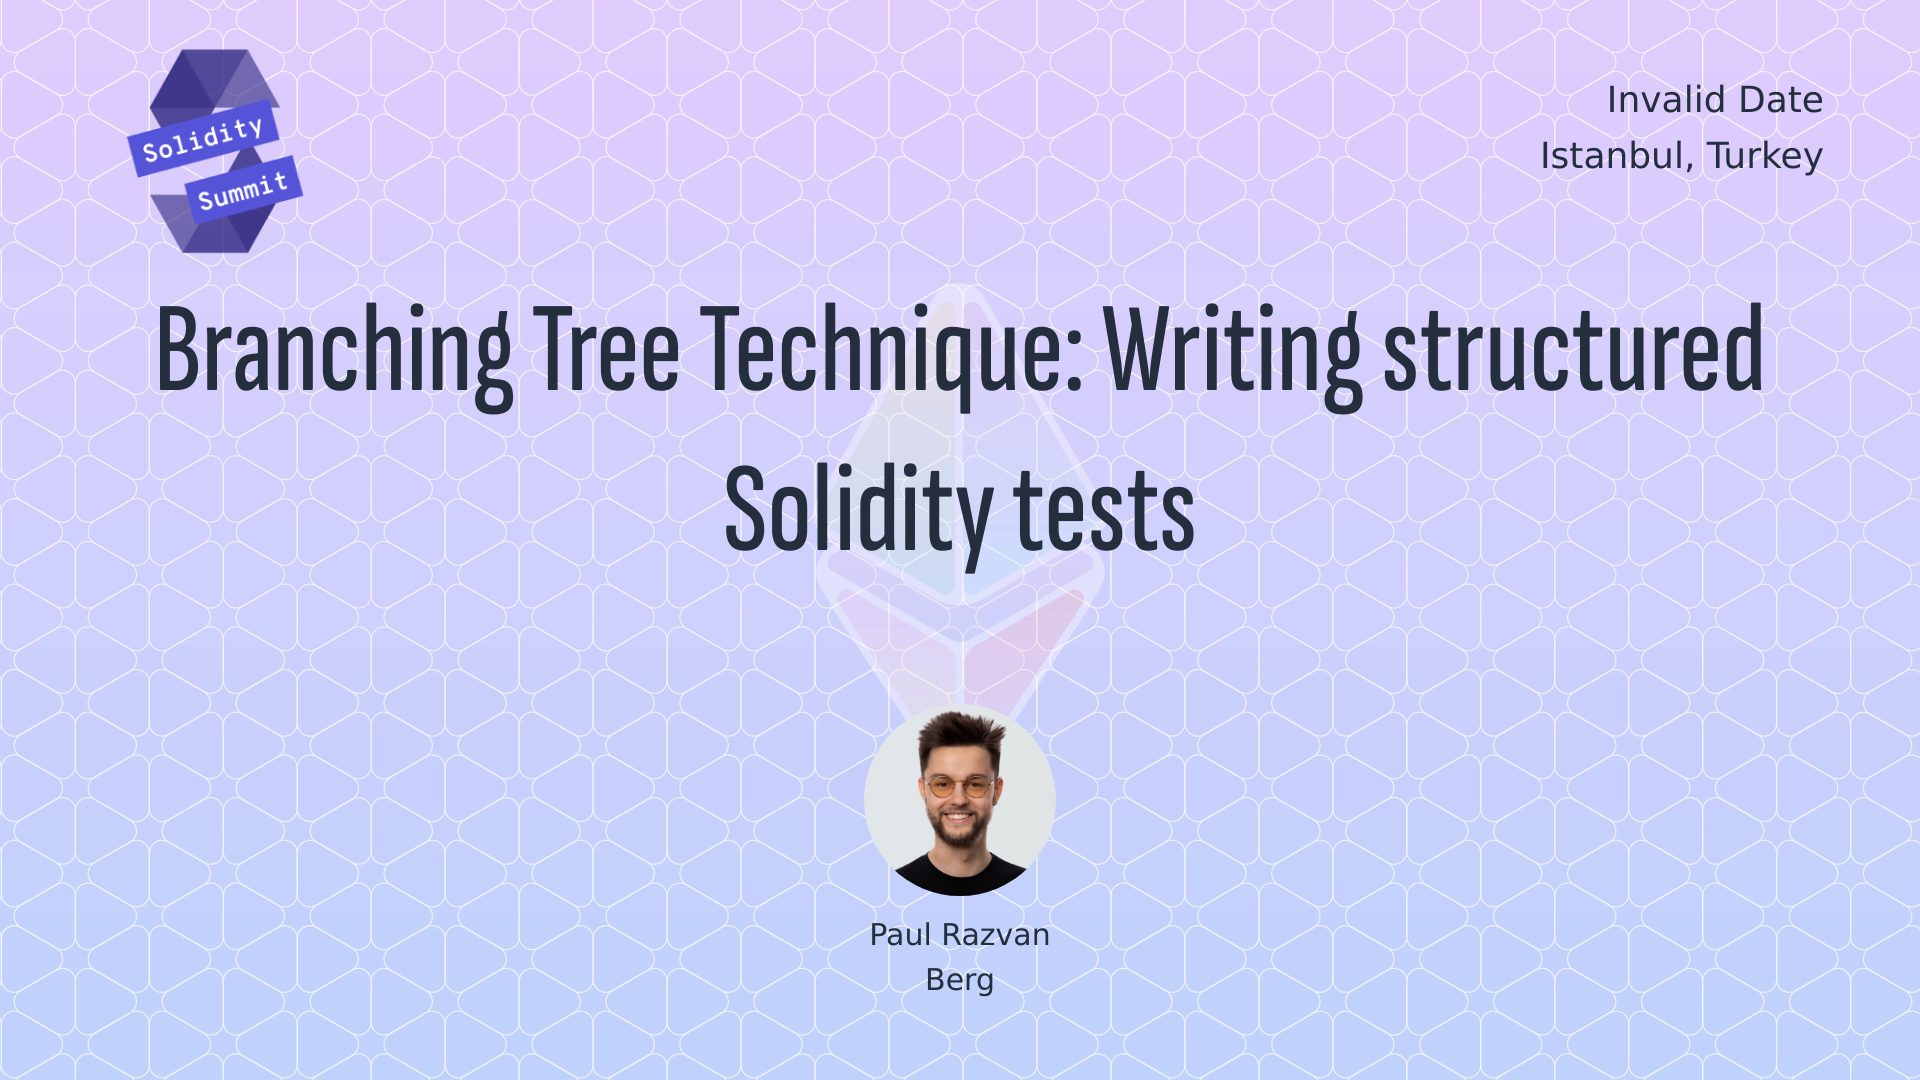 Solidity
Summit
Invalid Date
Istanbul, Turkey
Branching Tree Technique: Writing structured
Solidity tests
Paul Razvan
Berg